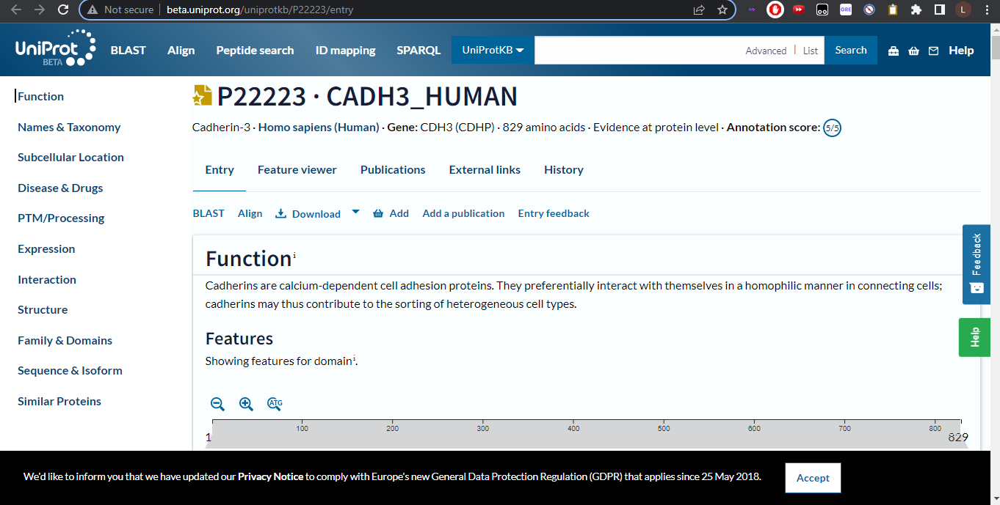 Not secure | beta.uniprot.org/uniprotkb/P22223/entry
GRE
L
UniProt
BETA
BLAST Align Peptide search ID mapping SPARQL UniProtKB Advanced | List Search Help
Function
Names & Taxonomy
Subcellular Location
Disease & Drugs
PTM/Processing
Expression
Interaction
Structure
Family & Domains
Sequence & Isoform
Similar Proteins
P22223 · CADH3_HUMAN
Cadherin-3 · Homo sapiens (Human) · Gene: CDH3 (CDHP) · 829 amino acids · Evidence at protein level · Annotation score: 5/5
Entry Feature viewer Publications External links History
BLAST Align Download Add Add a publication Entry feedback
Function i
Cadherins are calcium-dependent cell adhesion proteins. They preferentially interact with themselves in a homophilic manner in connecting cells;
cadherins may thus contribute to the sorting of heterogeneous cell types.
Features
Showing features for domain i.
ATG
100 200 300 400 500 600 700 800
1 829
Feedback
Help
We'd like to inform you that we have updated our Privacy Notice to comply with Europe's new General Data Protection Regulation (GDPR) that applies since 25 May 2018.
Accept